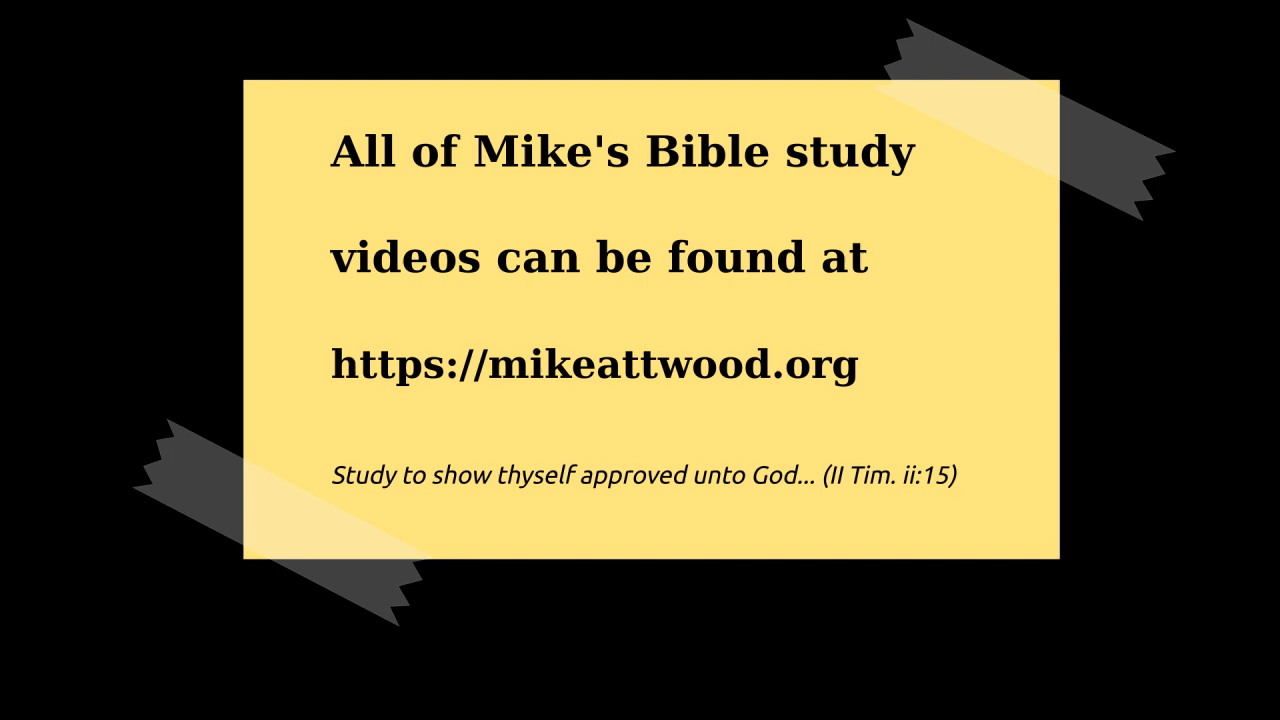 All of Mike's Bible study
videos can be found at
https://mikeattwood.org
Study to show thyself approved unto God... (II Tim. ii:15)